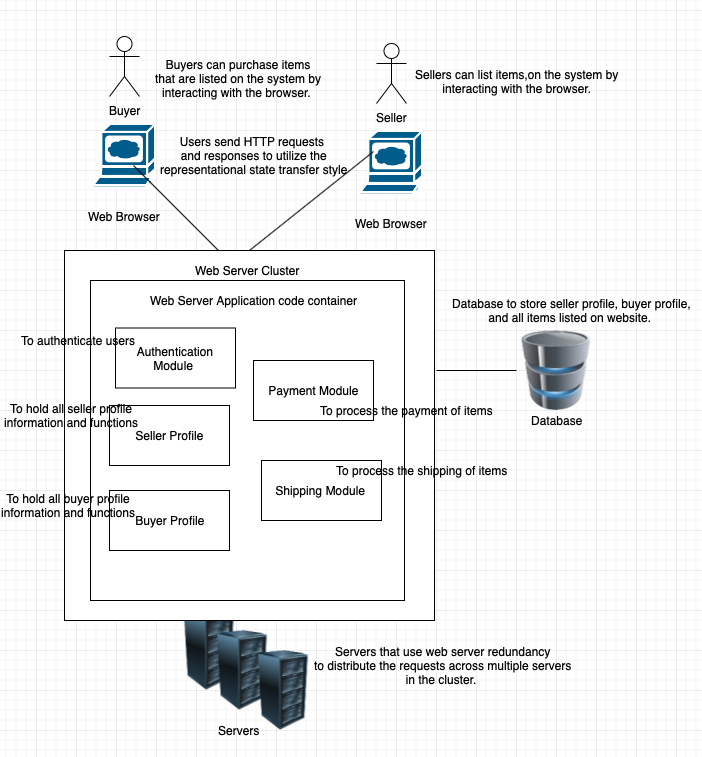 Buyers can purchase items
that are listed on the system by
interacting with the browser.
Buyer
Sellers can list items,on the system by
interacting with the browser.
Seller
Users send HTTP requests
and responses to utilize the
representational state transfer style
Web Browser
Web Browser
Web Server Cluster
Web Server Application code container
To authenticate users
Authentication
Module
Payment Module
To process the payment of items
To hold all seller profile
information and functions
Seller Profile
To process the shipping of items
Shipping Module
To hold all buyer profile
information and functions
Buyer Profile
Database to store seller profile, buyer profile,
and all items listed on website.
Database
Servers that use web server redundancy
to distribute the requests across multiple servers
in the cluster.
Servers